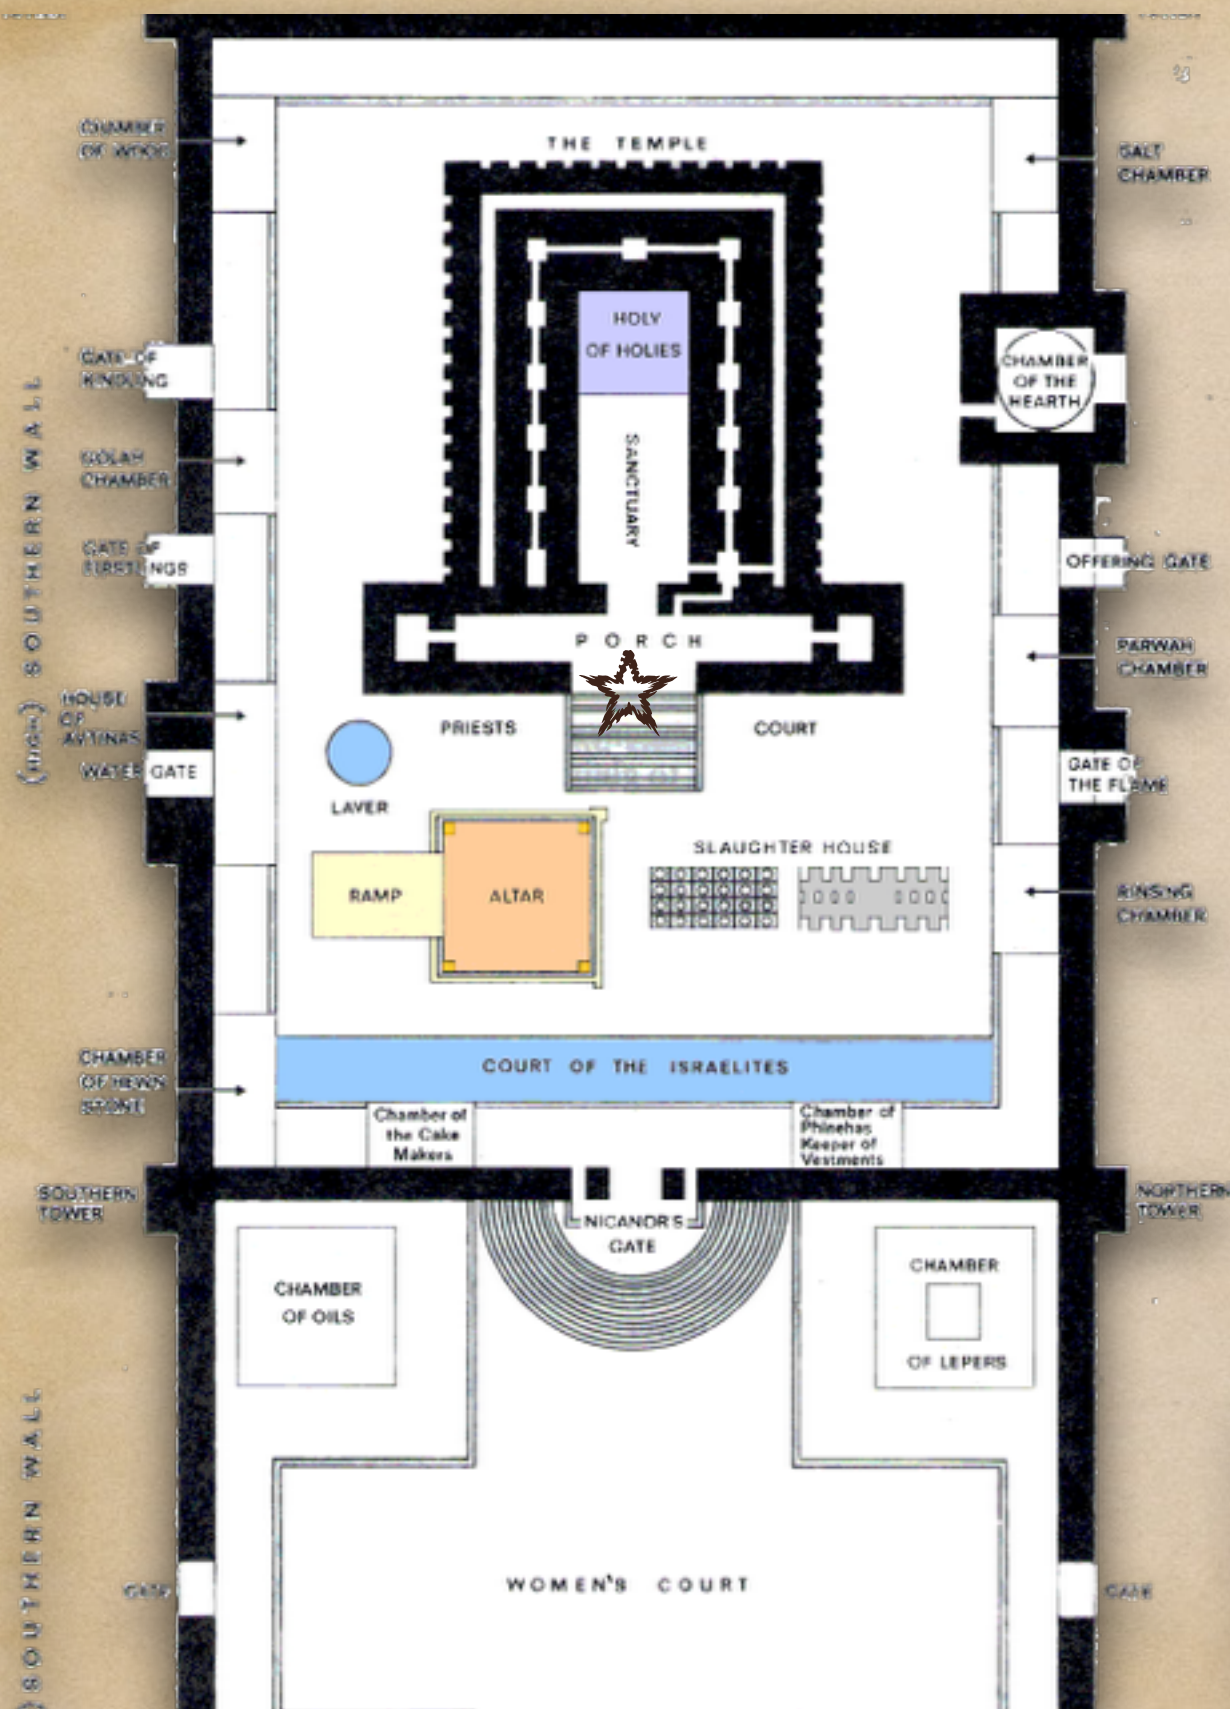 THE TEMPLE
CHAMBER
OF WOOD
SALT
CHAMBER
HOLY
OF HOLIES
GATE OF
KINDLING
CHAMBER
OF THE
HEARTH
SOUTHERN WALL
SANCTUARY
GOLAH
CHAMBER
GATE OF
FIRSTLINGS
OFFERING GATE
PORCH
PARWAH
CHAMBER
HOUSE
OF
AVTINAS
PRIESTS COURT
WATER GATE
GATE OF
THE FLAME
LAVER
SLAUGHTER HOUSE
RAMP
ALTAR
RINSING
CHAMBER
CHAMBER
OF HEWN
STONE
COURT OF THE ISRAELITES
Chamber of
the Cake
Makers
Chamber of
Phinehas
Keeper of
Vestments
SOUTHERN
TOWER
NORTHERN
TOWER
NICANOR'S
GATE
CHAMBER
OF OILS
CHAMBER
OF LEPERS
SOUTHERN WALL
WOMEN'S COURT
GATE
GATE